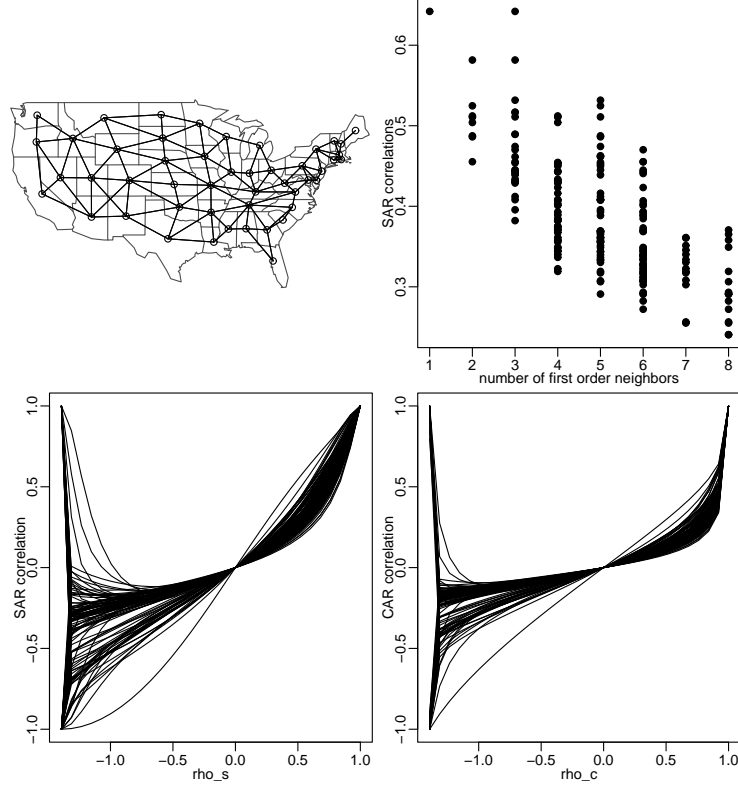 0.6
0.5
0.4
0.3
SAR correlations
1 2 3 4 5 6 7 8
number of first order neighbors
1.0
0.5
0.0
−0.5
−1.0
SAR correlation
−1.0 −0.5 0.0 0.5 1.0
rho_s
1.0
0.5
0.0
−0.5
−1.0
CAR correlation
−1.0 −0.5 0.0 0.5 1.0
rho_c